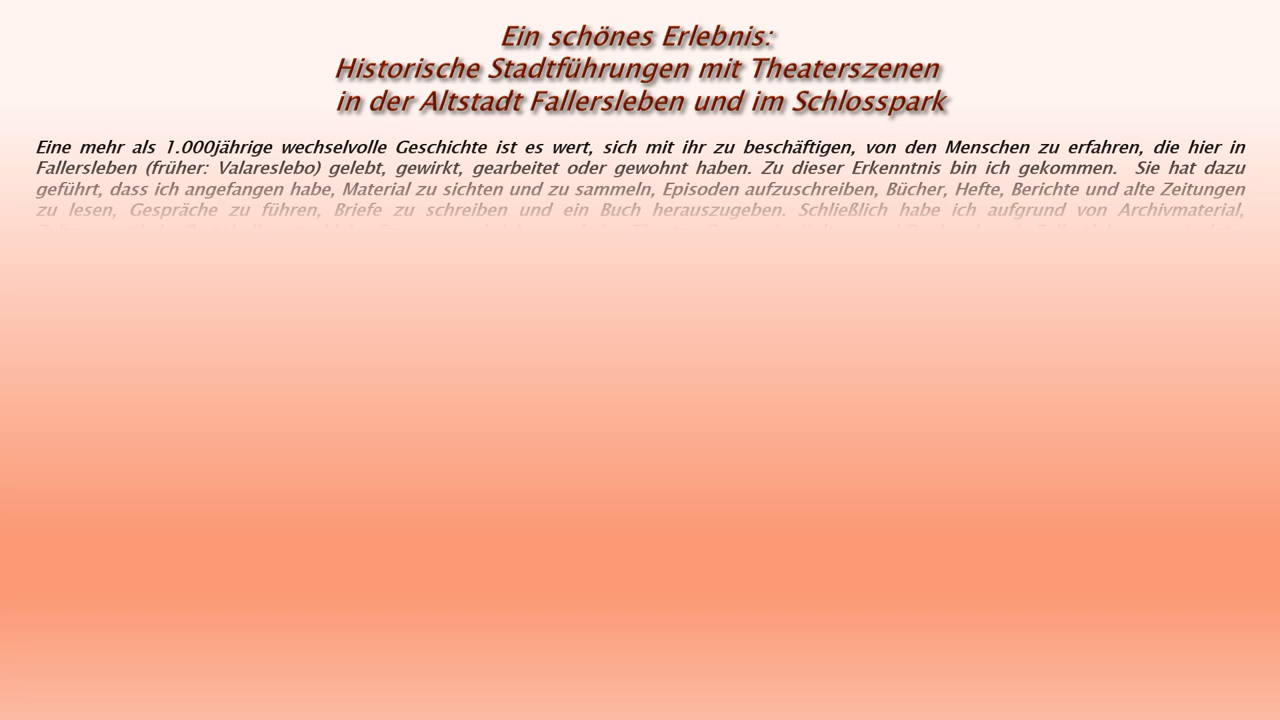 Ein schönes Erlebnis:
Historische Stadtführungen mit Theaterszenen
in der Altstadt Fallersleben und im Schlosspark
Eine mehr als 1.000jährige wechselvolle Geschichte ist es wert, sich mit ihr zu beschäftigen, von den Menschen zu erfahren, die hier in
Fallersleben (früher: Valareslebo) gelebt, gewirkt, gearbeitet oder gewohnt haben. Zu dieser Erkenntnis bin ich gekommen. Sie hat dazu
geführt, dass ich angefangen habe, Material zu sichten und zu sammeln, Episoden aufzuschreiben, Bücher, Hefte, Berichte und alte Zeitungen
zu lesen, Gespräche zu führen, Briefe zu schreiben und ein Buch herauszugeben. Schließlich habe ich aufgrund von Archivmaterial,